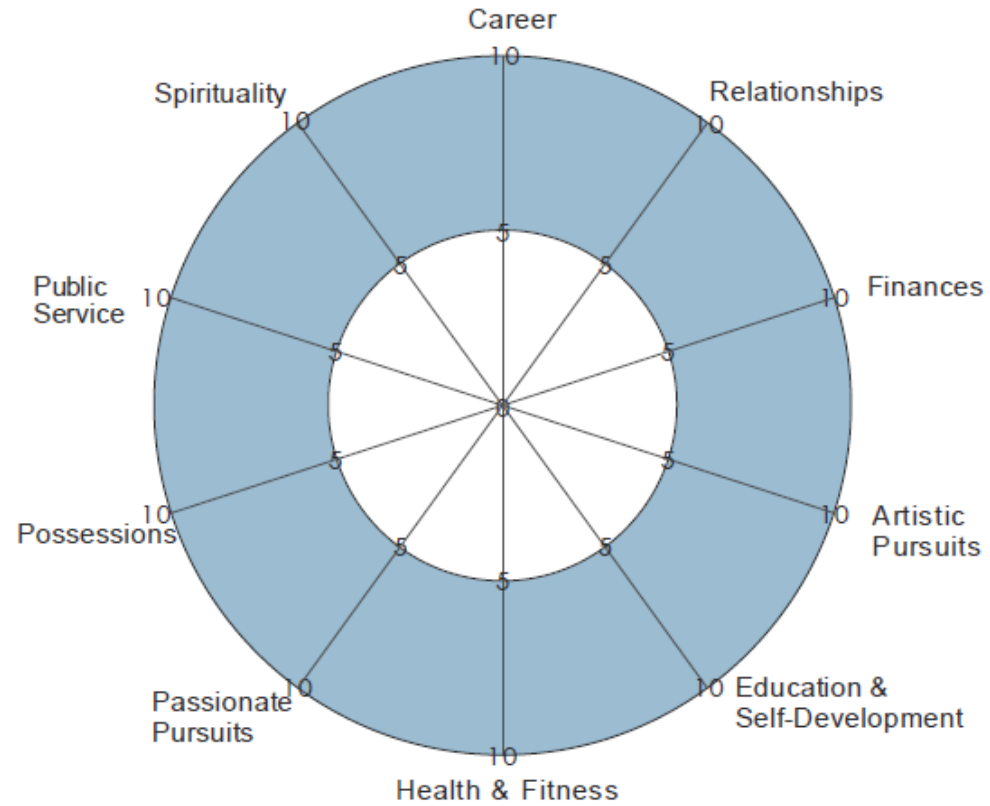 Career
10
Spirituality
10
Relationships
10
5
5
5
Public
Service
10
Finances
10
5
5
0
5
5
Possessions
10
Artistic
Pursuits
10
5
5
5
Passionate
Pursuits
10
Education &
Self-Development
10
10
Health & Fitness